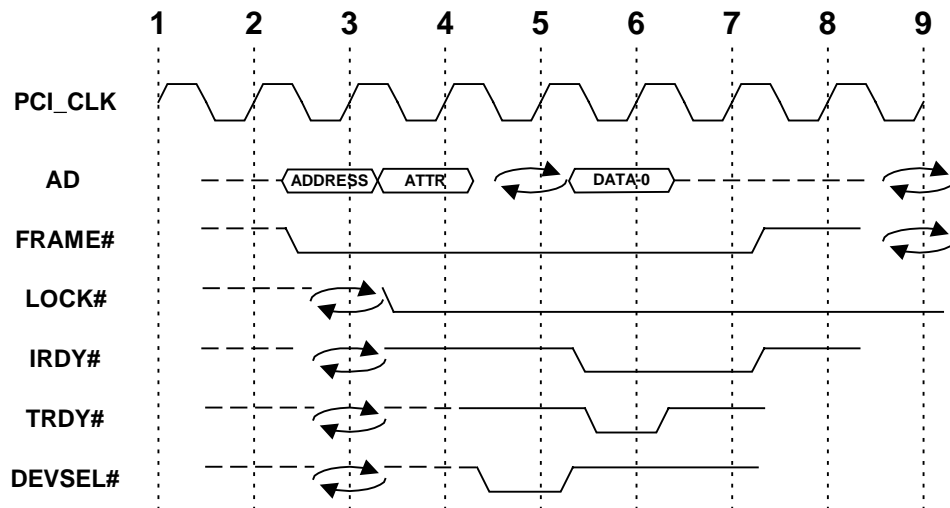 1 2 3 4 5 6 7 8 9
PCI_CLK
AD ADDRESS ATTR DATA-0
FRAME#
LOCK#
IRDY#
TRDY#
DEVSEL#